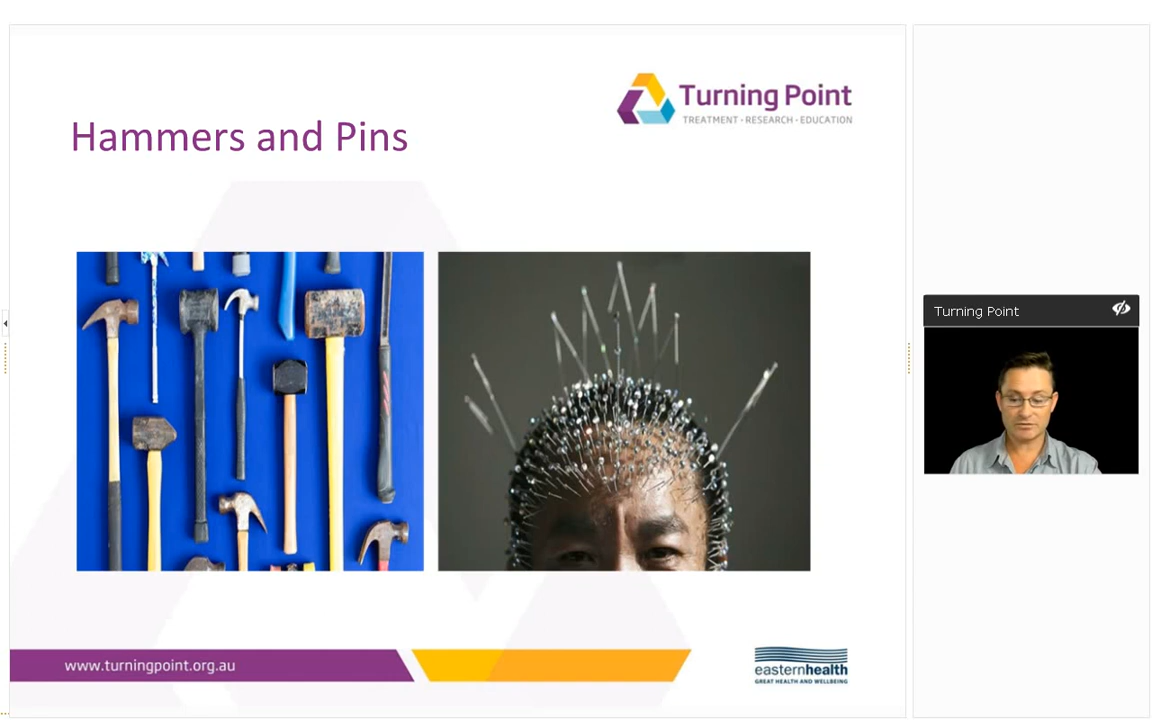 Turning Point
TREATMENT • RESEARCH • EDUCATION
Hammers and Pins
Turning Point
www.turningpoint.org.au
easternhealth
GREAT HEALTH AND WELLBEING